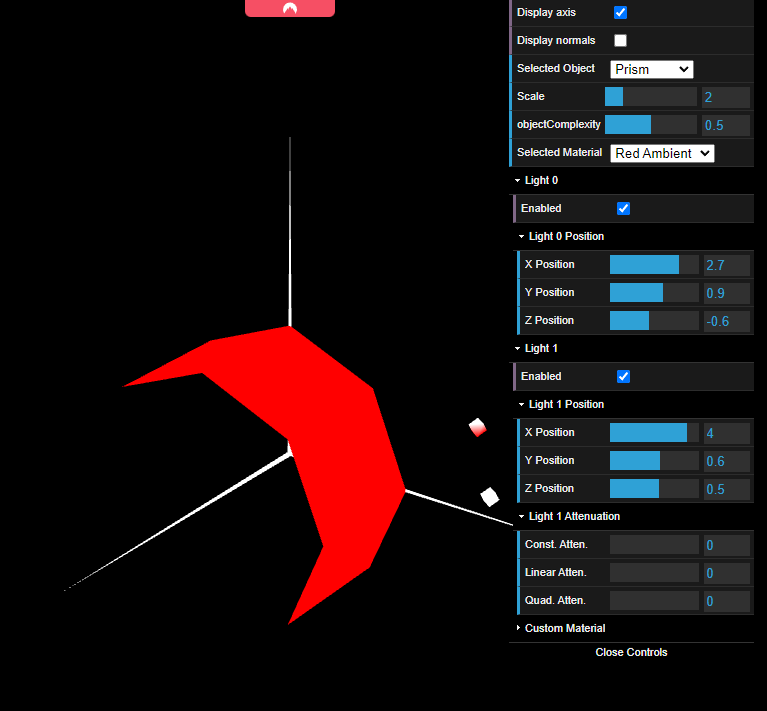 Display axis
Display normals
Selected Object Prism
Scale 2
objectComplexity 0.5
Selected Material Red Ambient
Light 0
Enabled
Light 0 Position
X Position 2.7
Y Position 0.9
Z Position -0.6
Light 1
Enabled
Light 1 Position
X Position 4
Y Position 0.6
Z Position 0.5
Light 1 Attenuation
Const. Atten. 0
Linear Atten. 0
Quad. Atten. 0
Custom Material
Close Controls